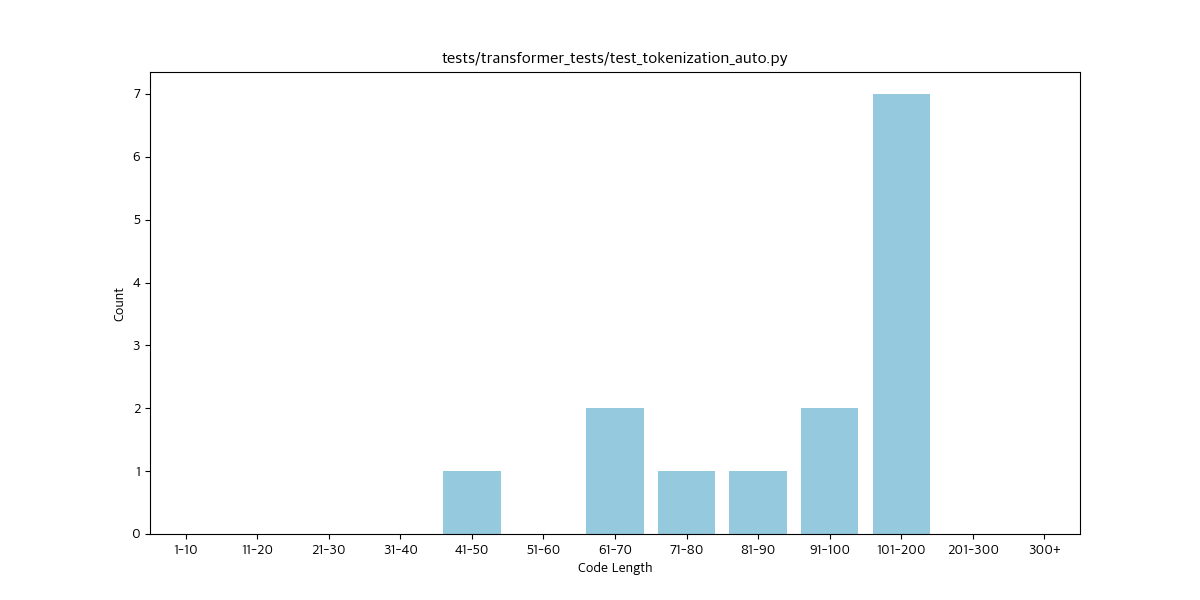 tests/transformer_tests/test_tokenization_auto.py
Count
7
6
5
4
3
2
1
0
1-10 11-20 21-30 31-40 41-50 51-60 61-70 71-80 81-90 91-100 101-200 201-300 300+
Code Length